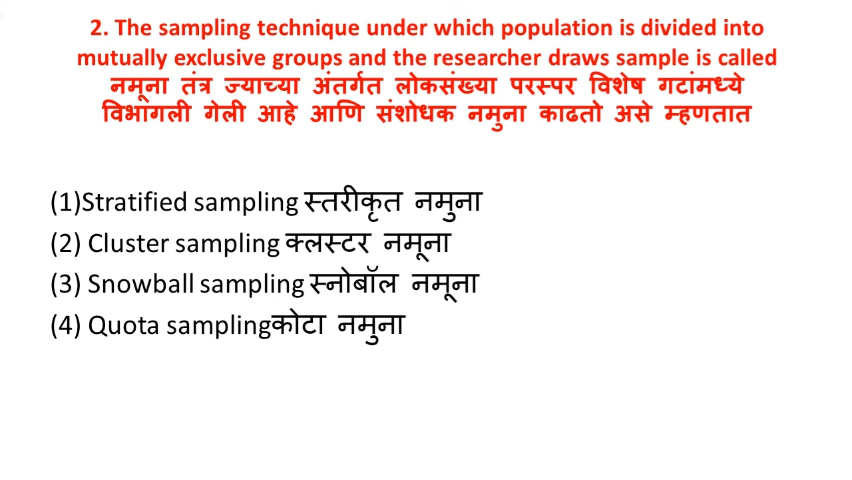 2. The sampling technique under which population is divided into
mutually exclusive groups and the researcher draws sample is called
नमूना तंत्र ज्याच्या अंतर्गत लोकसंख्या परस्पर विशेष गटांमध्ये
विभागली गेली आहे आणि संशोधक नमुना काढतो असे म्हणतात
(1)Stratified sampling स्तरीकृत नमुना
(2) Cluster sampling क्लस्टर नमूना
(3) Snowball sampling स्नोबॉल नमूना
(4) Quota samplingकोटा नमुना